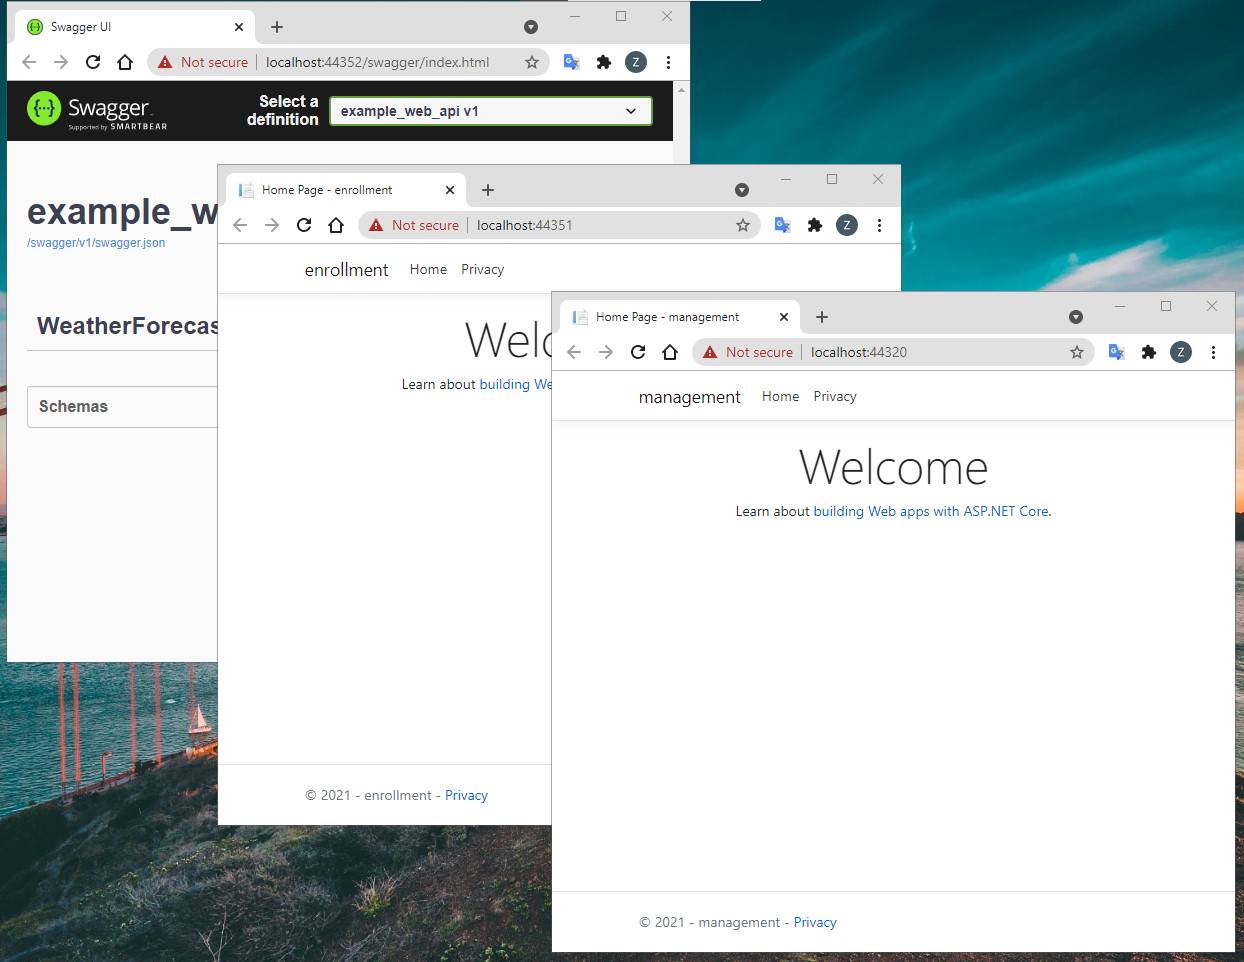 Swagger UI
Not secure
localhost:44352/swagger/index.html
Z
Swagger
Supported by SMARTBEAR
Select a
definition
example_web_api v1
example_w
/swagger/v1/swagger.json
WeatherForecas
Schemas
Home Page - enrollment
Not secure
localhost:44351
Z
enrollment Home Privacy
Welc
Learn about building We
© 2021 - enrollment - Privacy
Home Page - management
Not secure
localhost:44320
Z
management Home Privacy
Welcome
Learn about building Web apps with ASP.NET Core.
© 2021 - management - Privacy